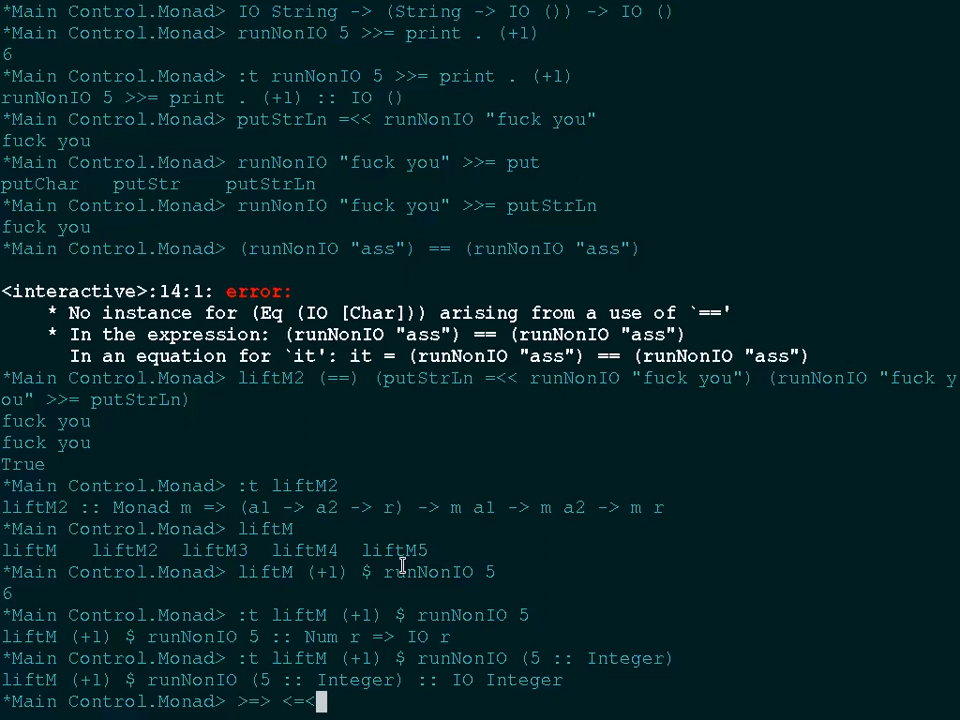 *Main Control.Monad> IO String -> (String -> IO ()) -> IO ()
*Main Control.Monad> runNonIO 5 >>= print . (+1)
6
*Main Control.Monad> :t runNonIO 5 >>= print . (+1)
runNonIO 5 >>= print . (+1) :: IO ()
*Main Control.Monad> putStrLn =<< runNonIO "fuck you"
fuck you
*Main Control.Monad> runNonIO "fuck you" >>= put
putChar   putStr    putStrLn
*Main Control.Monad> runNonIO "fuck you" >>= putStrLn
fuck you
*Main Control.Monad> (runNonIO "ass") == (runNonIO "ass")
<interactive>:14:1: error:
    * No instance for (Eq (IO [Char])) arising from a use of `=='
    * In the expression: (runNonIO "ass") == (runNonIO "ass")
      In an equation for `it': it = (runNonIO "ass") == (runNonIO "ass")
*Main Control.Monad> liftM2 (==) (putStrLn =<< runNonIO "fuck you") (runNonIO "fuck y
ou" >>= putStrLn)
fuck you
fuck you
True
*Main Control.Monad> :t liftM2
liftM2 :: Monad m => (a1 -> a2 -> r) -> m a1 -> m a2 -> m r
*Main Control.Monad> liftM
liftM   liftM2  liftM3  liftM4  liftM5
*Main Control.Monad> liftM (+1) $ runNonIO 5
6
*Main Control.Monad> :t liftM (+1) $ runNonIO 5
liftM (+1) $ runNonIO 5 :: Num r => IO r
*Main Control.Monad> :t liftM (+1) $ runNonIO (5 :: Integer)
liftM (+1) $ runNonIO (5 :: Integer) :: IO Integer
*Main Control.Monad> >=> <=<